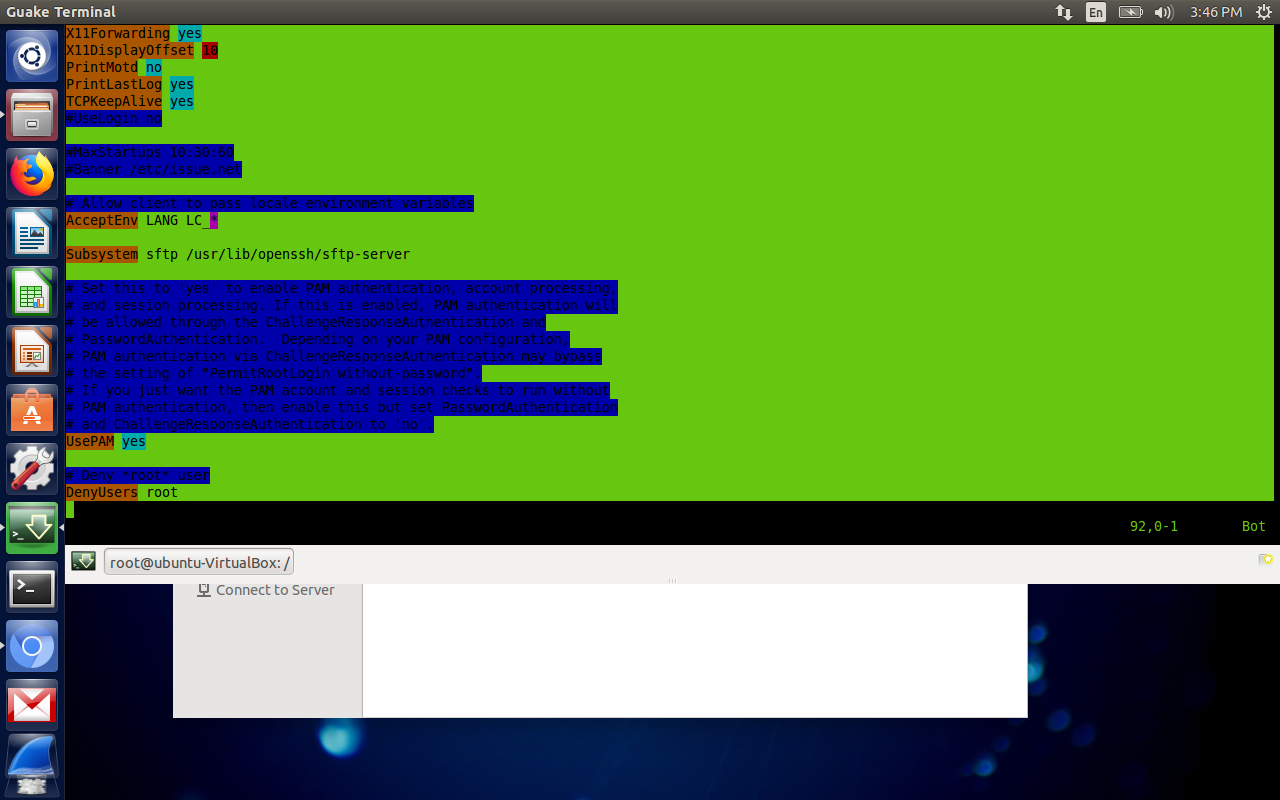 Guake Terminal
En
3:46 PM
X11Forwarding yes
X11DisplayOffset 10
PrintMotd no
PrintLastLog yes
TCPKeepAlive yes
#UseLogin no
#MaxStartups 10:30:60
#Banner /etc/issue.net
# Allow client to pass locale environment variables
AcceptEnv LANG LC_*
Subsystem sftp /usr/lib/openssh/sftp-server
# Set this to 'yes' to enable PAM authentication, account processing,
# and session processing. If this is enabled, PAM authentication will
# be allowed through the ChallengeResponseAuthentication and
# PasswordAuthentication.  Depending on your PAM configuration,
# PAM authentication via ChallengeResponseAuthentication may bypass
# the setting of "PermitRootLogin without-password".
# If you just want the PAM account and session checks to run without
# PAM authentication, then enable this but set PasswordAuthentication
# and ChallengeResponseAuthentication to 'no'.
UsePAM yes
# Deny *root* user
DenyUsers root
92,0-1 Bot
root@ubuntu-VirtualBox: /
Connect to Server